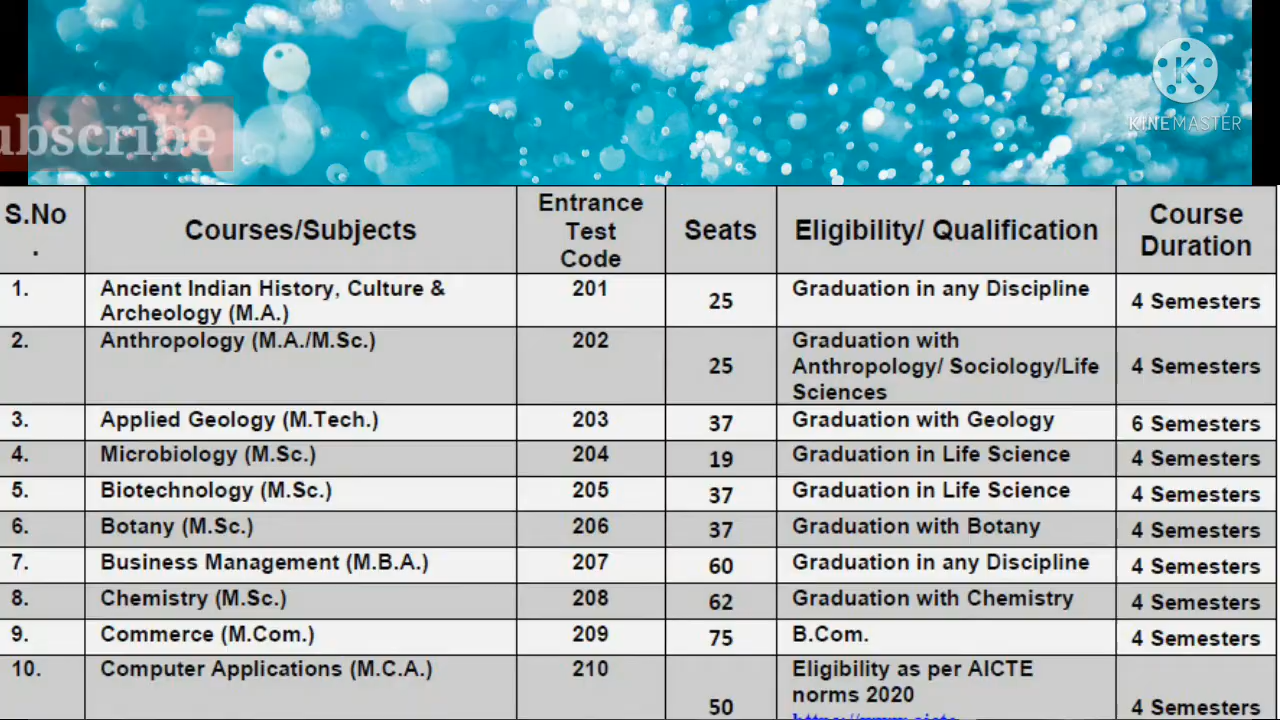 KINEMASTER
ubscribe
S.No
.
Courses/Subjects
Entrance
Test
Code
Seats
Eligibility/ Qualification
Course
Duration
1.
Ancient Indian History, Culture &
Archeology (M.A.)
201
25
Graduation in any Discipline
4 Semesters
2.
Anthropology (M.A./M.Sc.)
202
25
Graduation with
Anthropology/ Sociology/Life
Sciences
4 Semesters
3.
Applied Geology (M.Tech.)
203
37
Graduation with Geology
6 Semesters
4.
Microbiology (M.Sc.)
204
19
Graduation in Life Science
4 Semesters
5.
Biotechnology (M.Sc.)
205
37
Graduation in Life Science
4 Semesters
6.
Botany (M.Sc.)
206
37
Graduation with Botany
4 Semesters
7.
Business Management (M.B.A.)
207
60
Graduation in any Discipline
4 Semesters
8.
Chemistry (M.Sc.)
208
62
Graduation with Chemistry
4 Semesters
9.
Commerce (M.Com.)
209
75
B.Com.
4 Semesters
10.
Computer Applications (M.C.A.)
210
50
Eligibility as per AICTE
norms 2020
4 Semesters